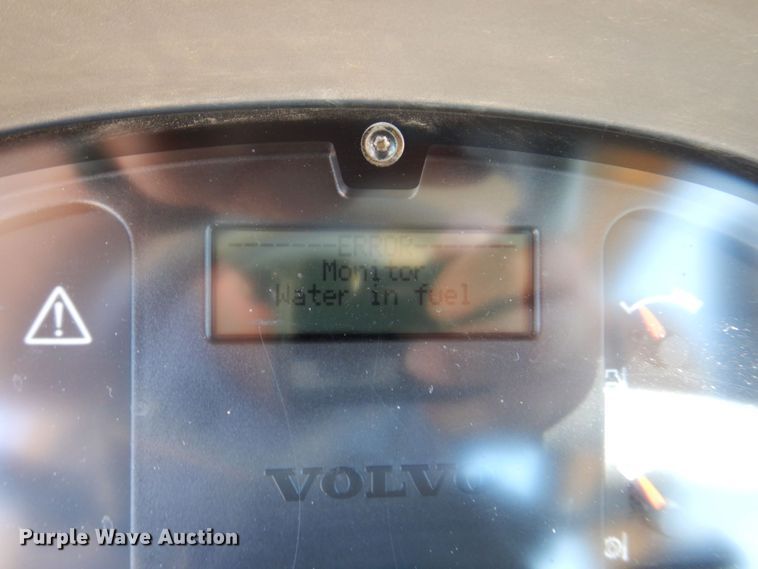 -------ERROR-------
Monitor
Water in fuel
VOLVO
Purple Wave Auction®